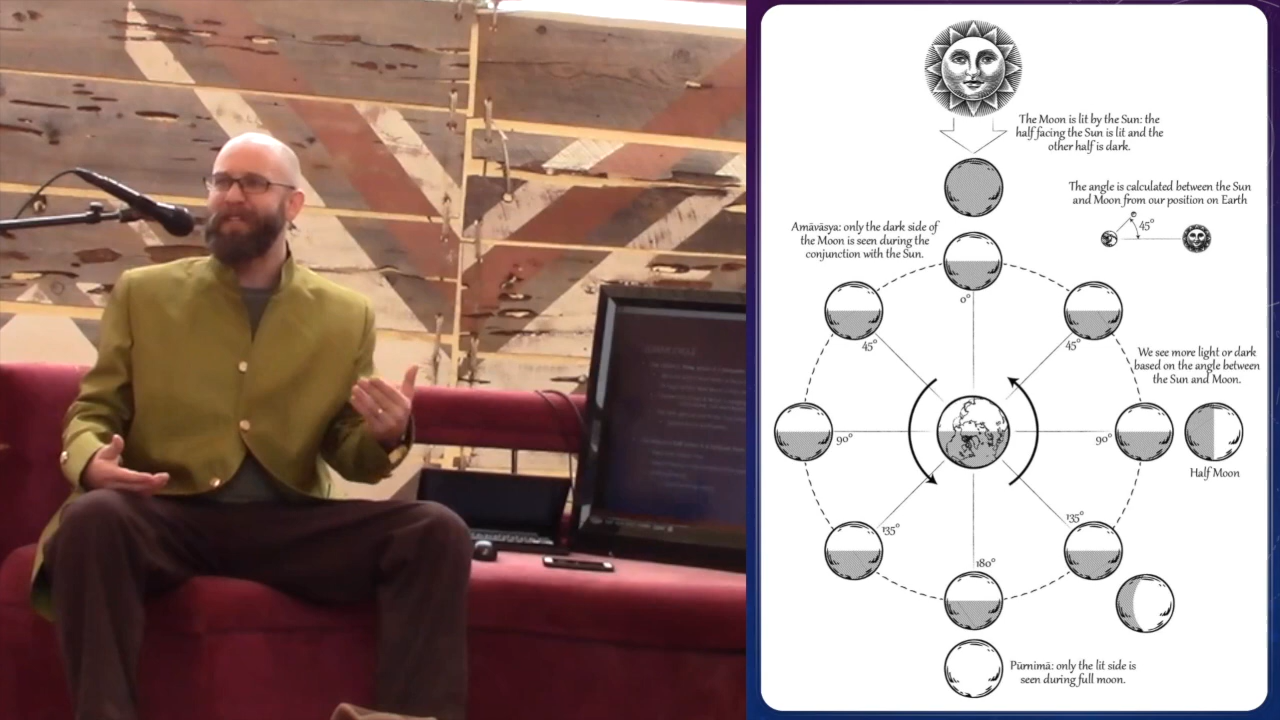 The Moon is lit by the Sun: the
half facing the Sun is lit and the
other half is dark.
The angle is calculated between the Sun
and Moon from our position on Earth
45°
Amāvāsya: only the dark side of
the Moon is seen during the
conjunction with the Sun.
0°
45°
45°
We see more light or dark
based on the angle between
the Sun and Moon.
90°
90°
Half Moon
135°
135°
180°
Pūrnimā: only the lit side is
seen during full moon.